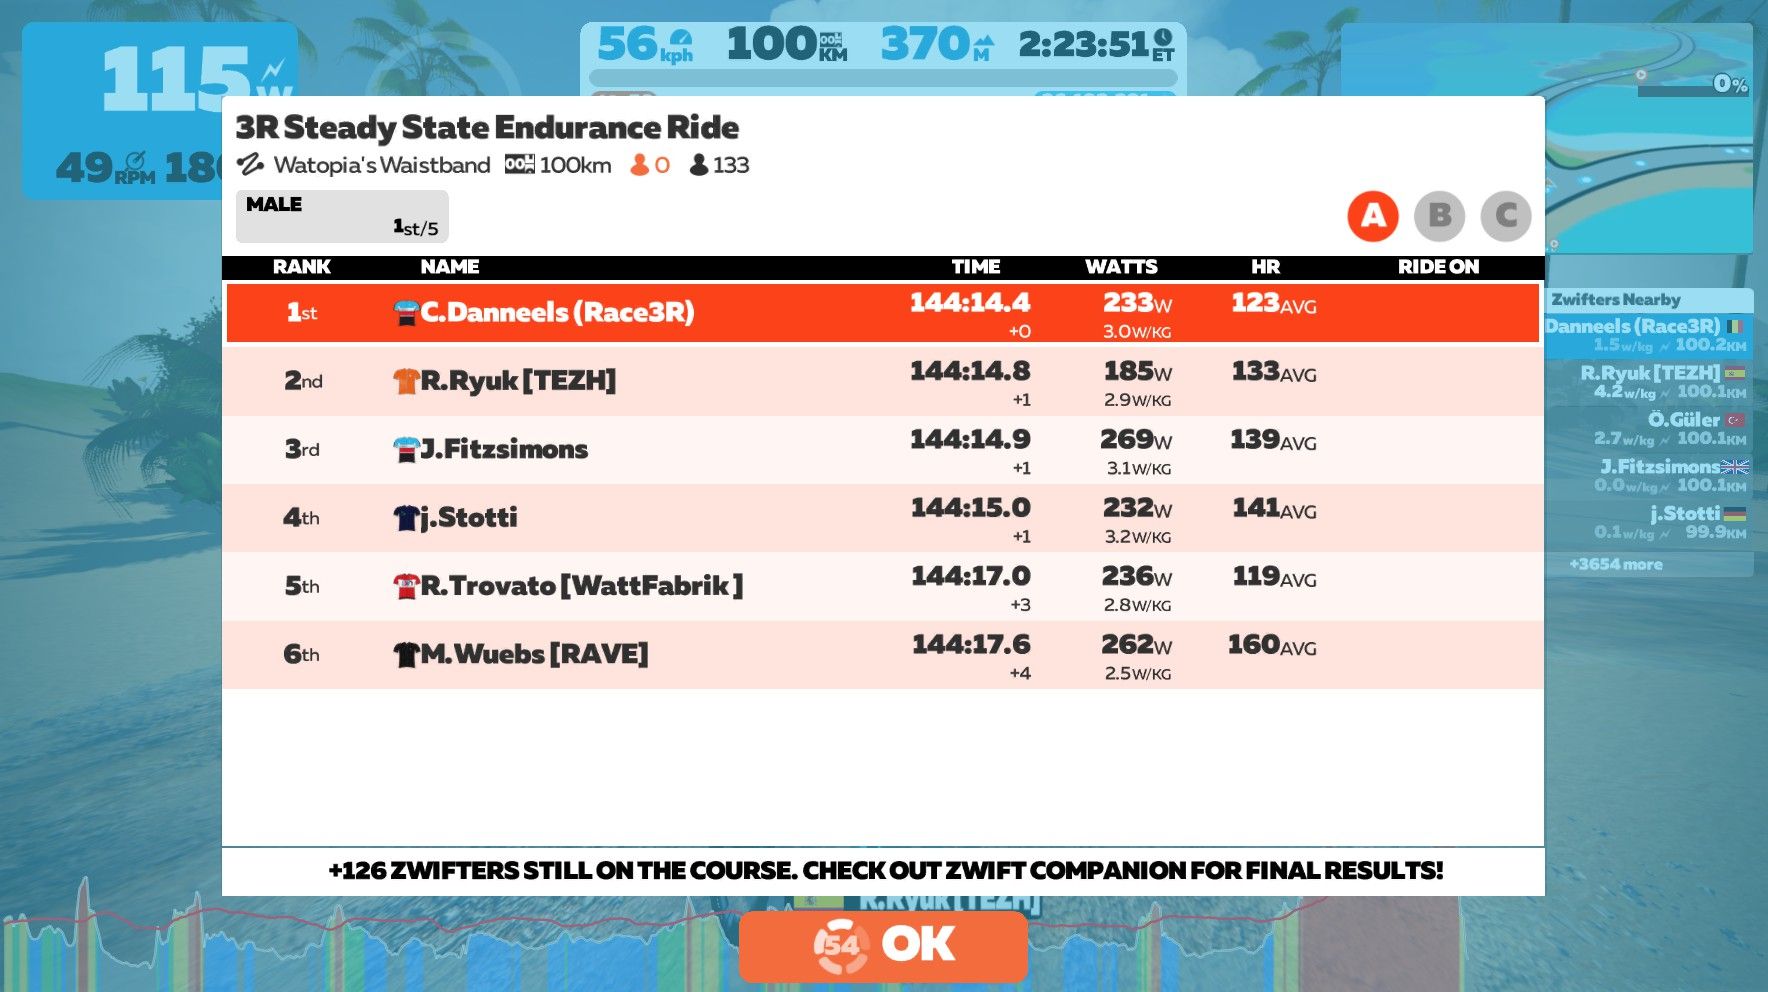 115W
49RPM 180
56kph 100KM 370M 2:23:51ET
0%
3R Steady State Endurance Ride
Watopia's Waistband 100km 0 133
MALE
1st/5
A B C
RANK NAME TIME WATTS HR RIDE ON
1st C.Danneels (Race3R) 144:14.4 233W 123AVG
+0 3.0W/KG
2nd R.Ryuk [TEZH] 144:14.8 185W 133AVG
+1 2.9W/KG
3rd J.Fitzsimons 144:14.9 269W 139AVG
+1 3.1W/KG
4th j.Stotti 144:15.0 232W 141AVG
+1 3.2W/KG
5th R.Trovato [WattFabrik ] 144:17.0 236W 119AVG
+3 2.8W/KG
6th M.Wuebs [RAVE] 144:17.6 262W 160AVG
+4 2.5W/KG
+126 ZWIFTERS STILL ON THE COURSE. CHECK OUT ZWIFT COMPANION FOR FINAL RESULTS!
Zwifters Nearby
Danneels (Race3R)
1.5w/kg 100.2KM
R.Ryuk [TEZH]
4.2w/kg 100.1KM
Ö.Güler
2.7w/kg 100.1KM
J.Fitzsimons
0.0w/kg 100.1KM
j.Stotti
0.1w/kg 99.9KM
+3654 more
R.Ryuk [TEZH]
54 OK